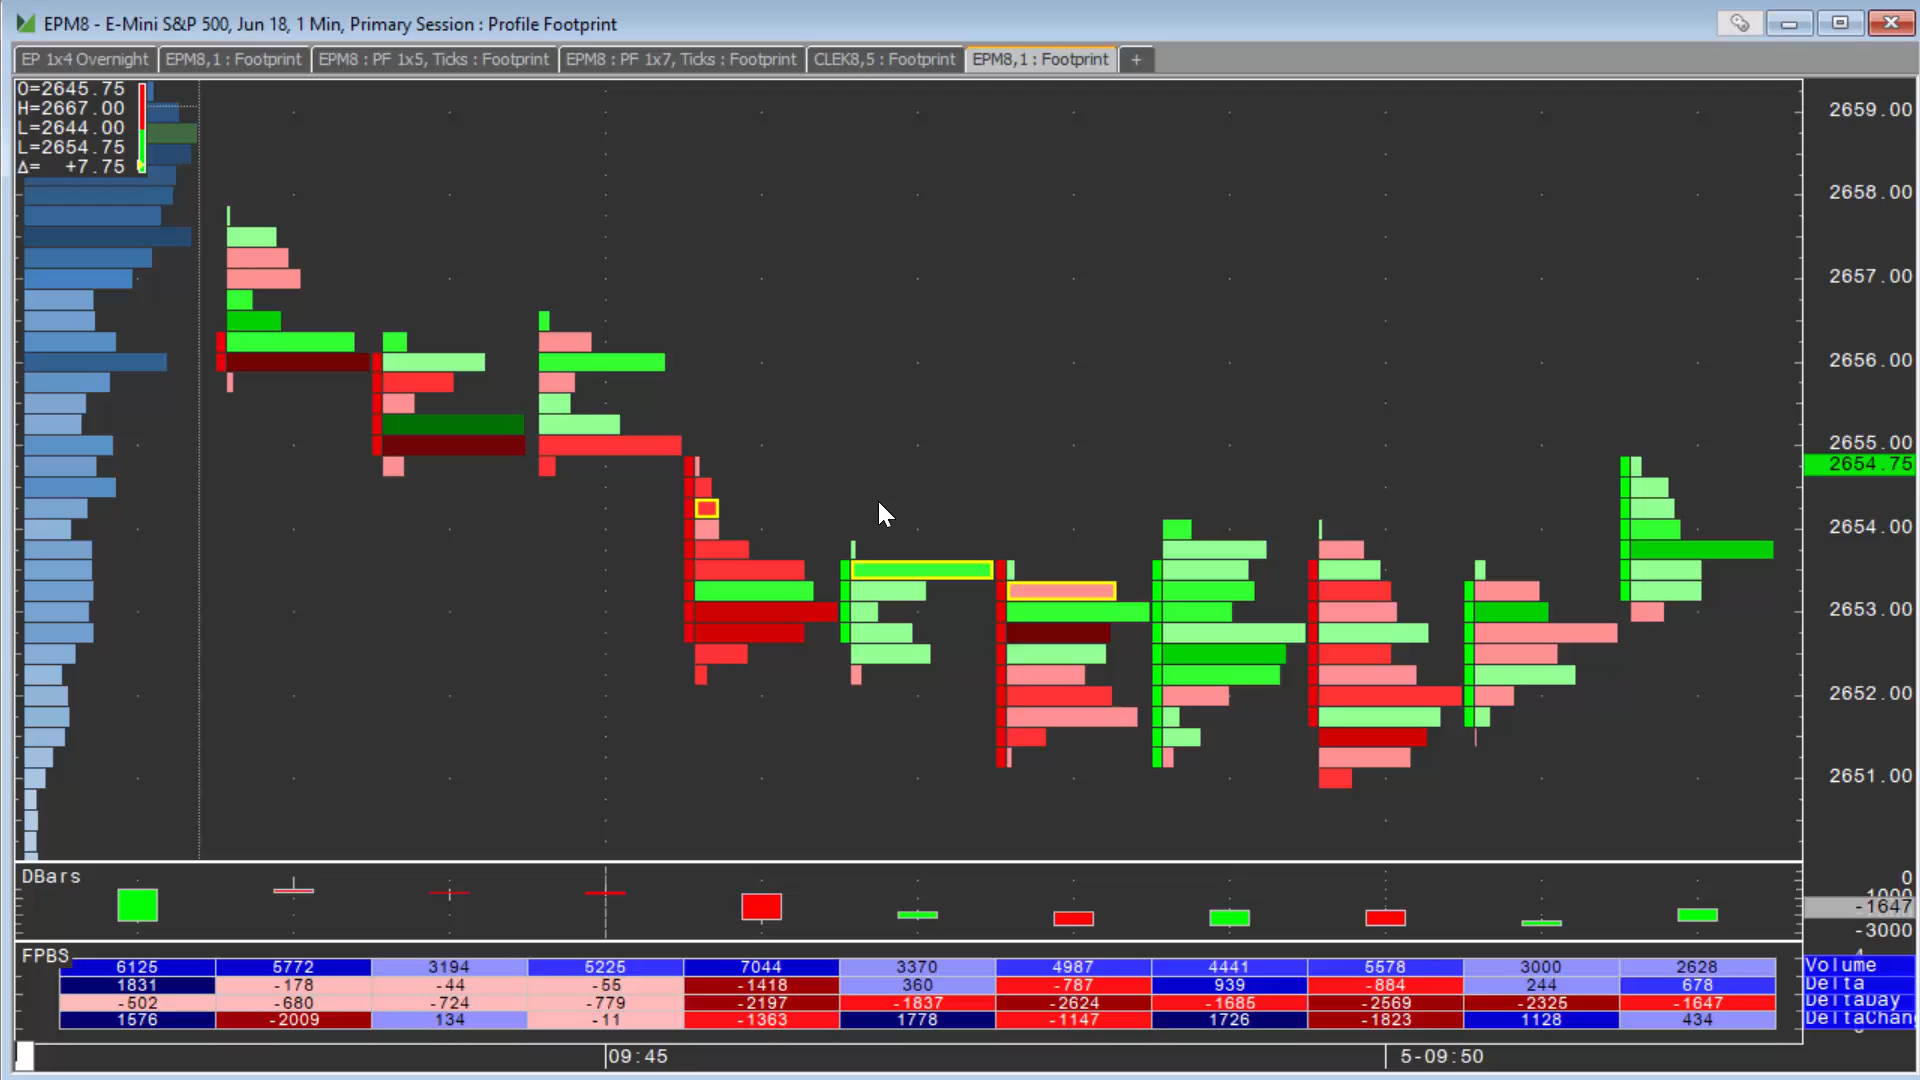 EPM8 - E-Mini S&P 500, Jun 18, 1 Min, Primary Session : Profile Footprint
EP 1x4 Overnight EPM8,1 : Footprint EPM8 : PF 1x5, Ticks : Footprint EPM8 : PF 1x7, Ticks : Footprint CLEK8,5 : Footprint EPM8,1 : Footprint +
O=2645.75
H=2667.00
L=2644.00
L=2654.75
Δ= +7.75
2659.00
2658.00
2657.00
2656.00
2655.00
2654.75
2654.00
2653.00
2652.00
2651.00
DBars
0
-1000
-1647
-3000
FPBS
6125 5772 3194 5225 7044 3370 4987 4441 5578 3000 2628 Volume
1831 -178 -44 -55 -1418 360 -787 939 -884 244 678 Delta
-502 -680 -724 -779 -2197 -1837 -2624 -1685 -2569 -2325 -1647 DeltaDay
1576 -2009 134 -11 -1363 1778 -1147 1726 -1823 1128 434 DeltaChan
09:45 5-09:50